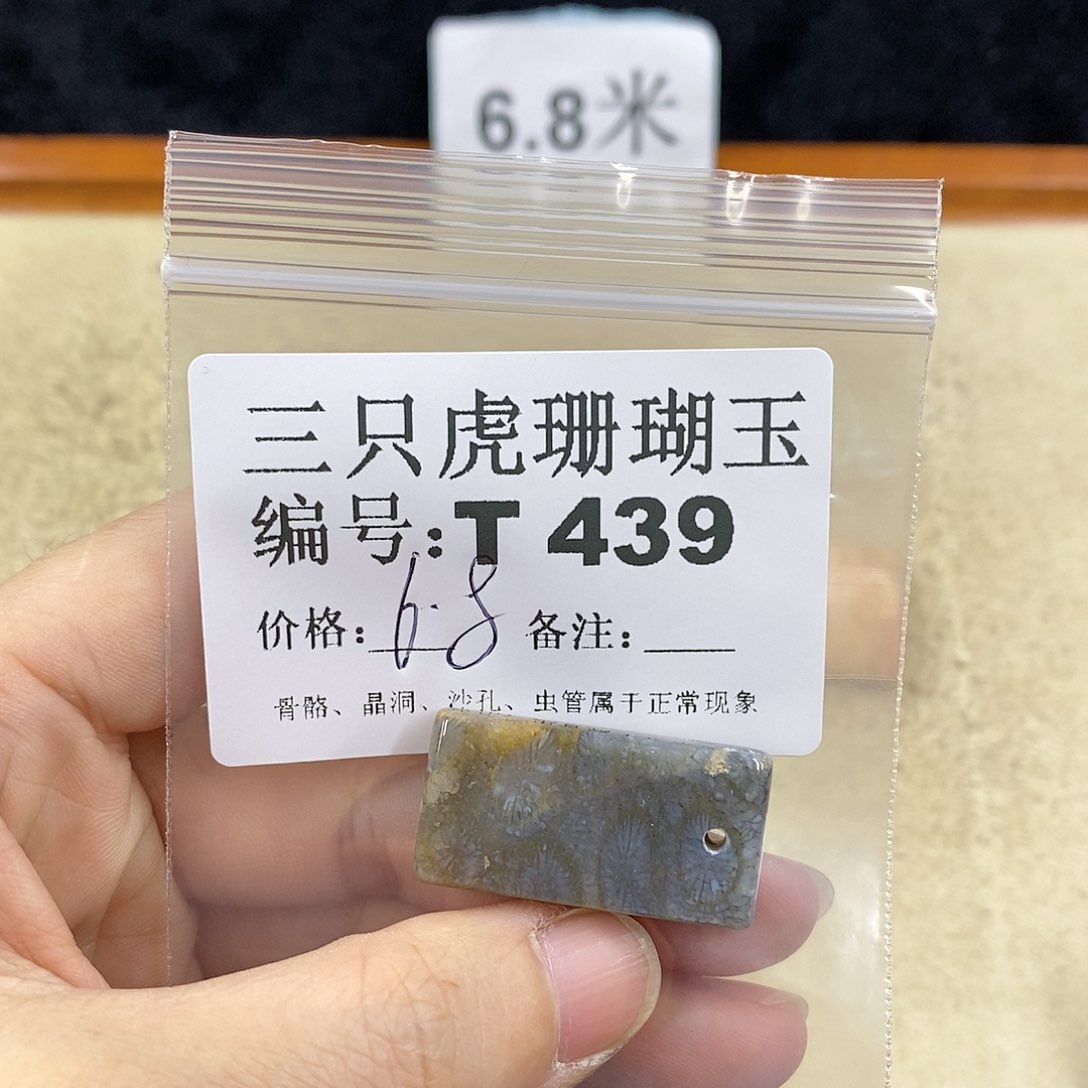 6.8米
三只虎珊瑚玉
编号:T 439
价格:6.8 备注:____
骨骼、晶洞、沙孔、虫管属于正常现象